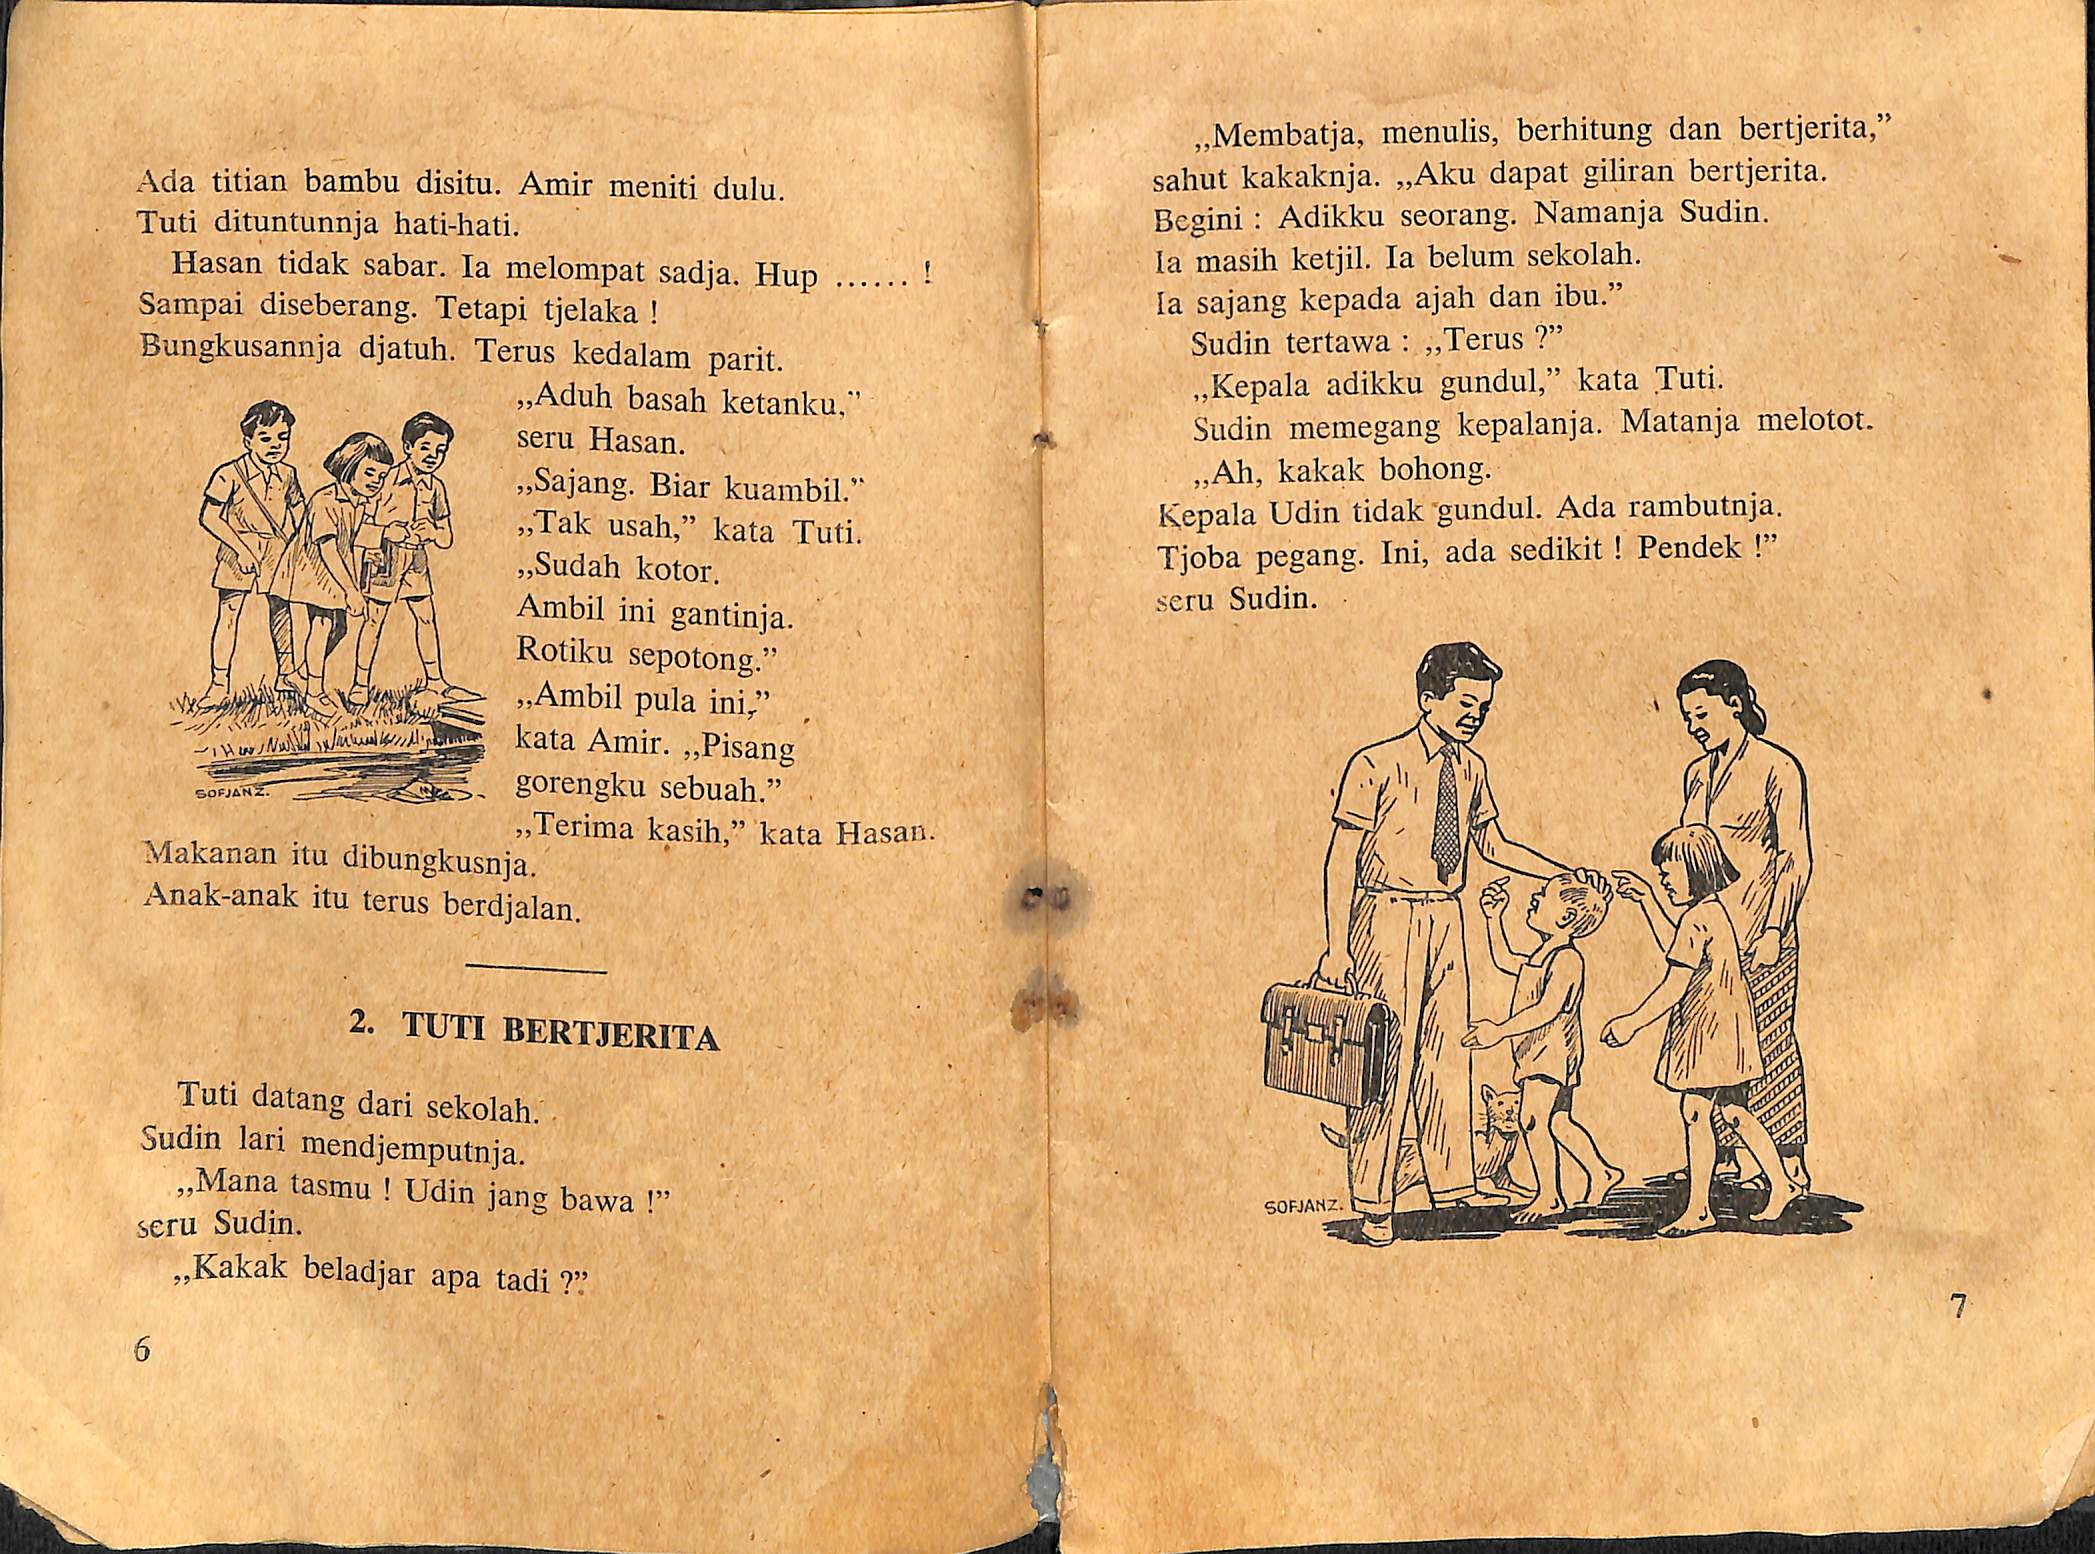 Ada titian bambu disitu. Amir meniti dulu.
Tuti dituntunnja hati-hati.
Hasan tidak sabar. Ia melompat sadja. Hup ...... !
Sampai diseberang. Tetapi tjelaka !
Bungkusannja djatuh. Terus kedalam parit.
„Aduh basah ketanku,”
seru Hasan.
„Sajang. Biar kuambil.”
„Tak usah,” kata Tuti.
„Sudah kotor.
Ambil ini gantinja.
Rotiku sepotong.”
„Ambil pula ini,”
kata Amir. „Pisang
gorengku sebuah.”
„Terima kasih,” kata Hasan.
SOFJANZ.
Makanan itu dibungkusnja.
Anak-anak itu terus berdjalan.
2. TUTI BERTJERITA
Tuti datang dari sekolah.
Sudin lari mendjemputnja.
„Mana tasmu ! Udin jang bawa !”
seru Sudin.
„Kakak beladjar apa tadi ?”
6
„Membatja, menulis, berhitung dan bertjerita,”
sahut kakaknja. „Aku dapat giliran bertjerita.
Begini : Adikku seorang. Namanja Sudin.
Ia masih ketjil. Ia belum sekolah.
Ia sajang kepada ajah dan ibu.”
Sudin tertawa : „Terus ?”
„Kepala adikku gundul,” kata Tuti.
Sudin memegang kepalanja. Matanja melotot.
„Ah, kakak bohong.
Kepala Udin tidak gundul. Ada rambutnja.
Tjoba pegang. Ini, ada sedikit ! Pendek !”
seru Sudin.
SOFJANZ.
7